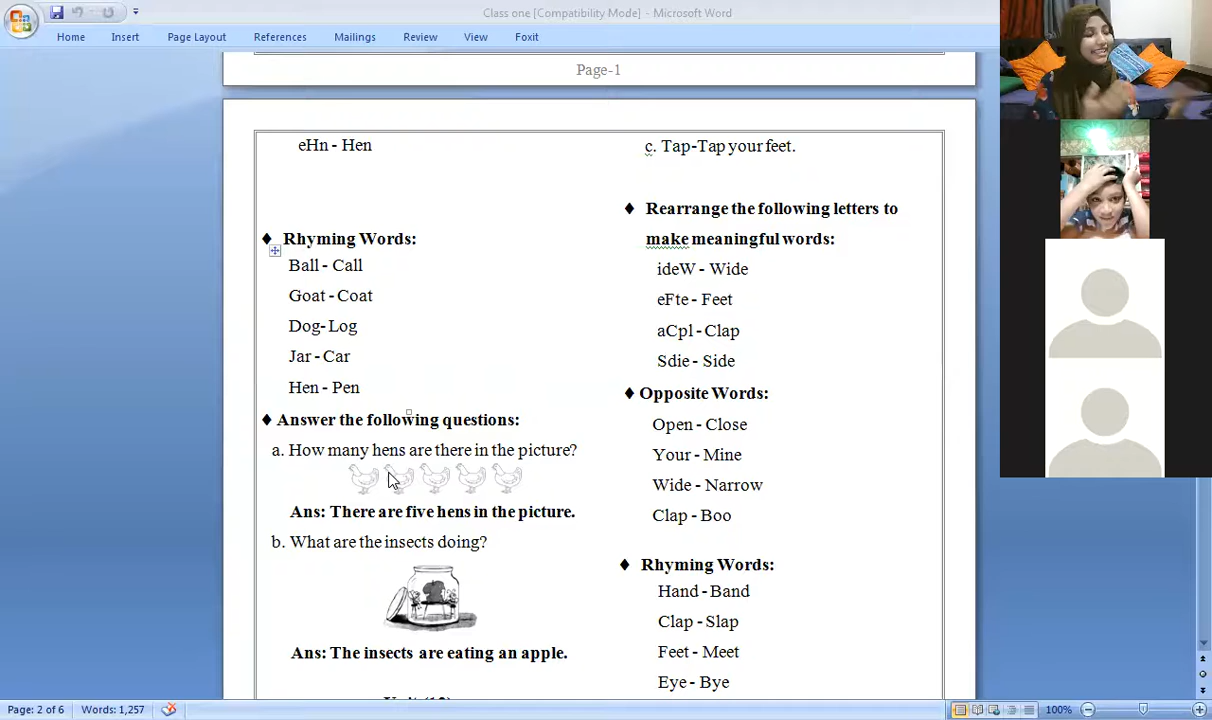 Class one [Compatibility Mode] - Microsoft Word
Home Insert Page Layout References Mailings Review View Foxit
Page-1
eHn - Hen
♦ Rhyming Words:
Ball - Call
Goat - Coat
Dog- Log
Jar - Car
Hen - Pen
♦ Answer the following questions:
a. How many hens are there in the picture?
Ans: There are five hens in the picture.
b. What are the insects doing?
Ans: The insects are eating an apple.
c. Tap-Tap your feet.
♦ Rearrange the following letters to
make meaningful words:
ideW - Wide
eFte - Feet
aCpl - Clap
Sdie - Side
♦ Opposite Words:
Open - Close
Your - Mine
Wide - Narrow
Clap - Boo
♦ Rhyming Words:
Hand - Band
Clap - Slap
Feet - Meet
Eye - Bye
Page: 2 of 6 Words: 1,257 100%